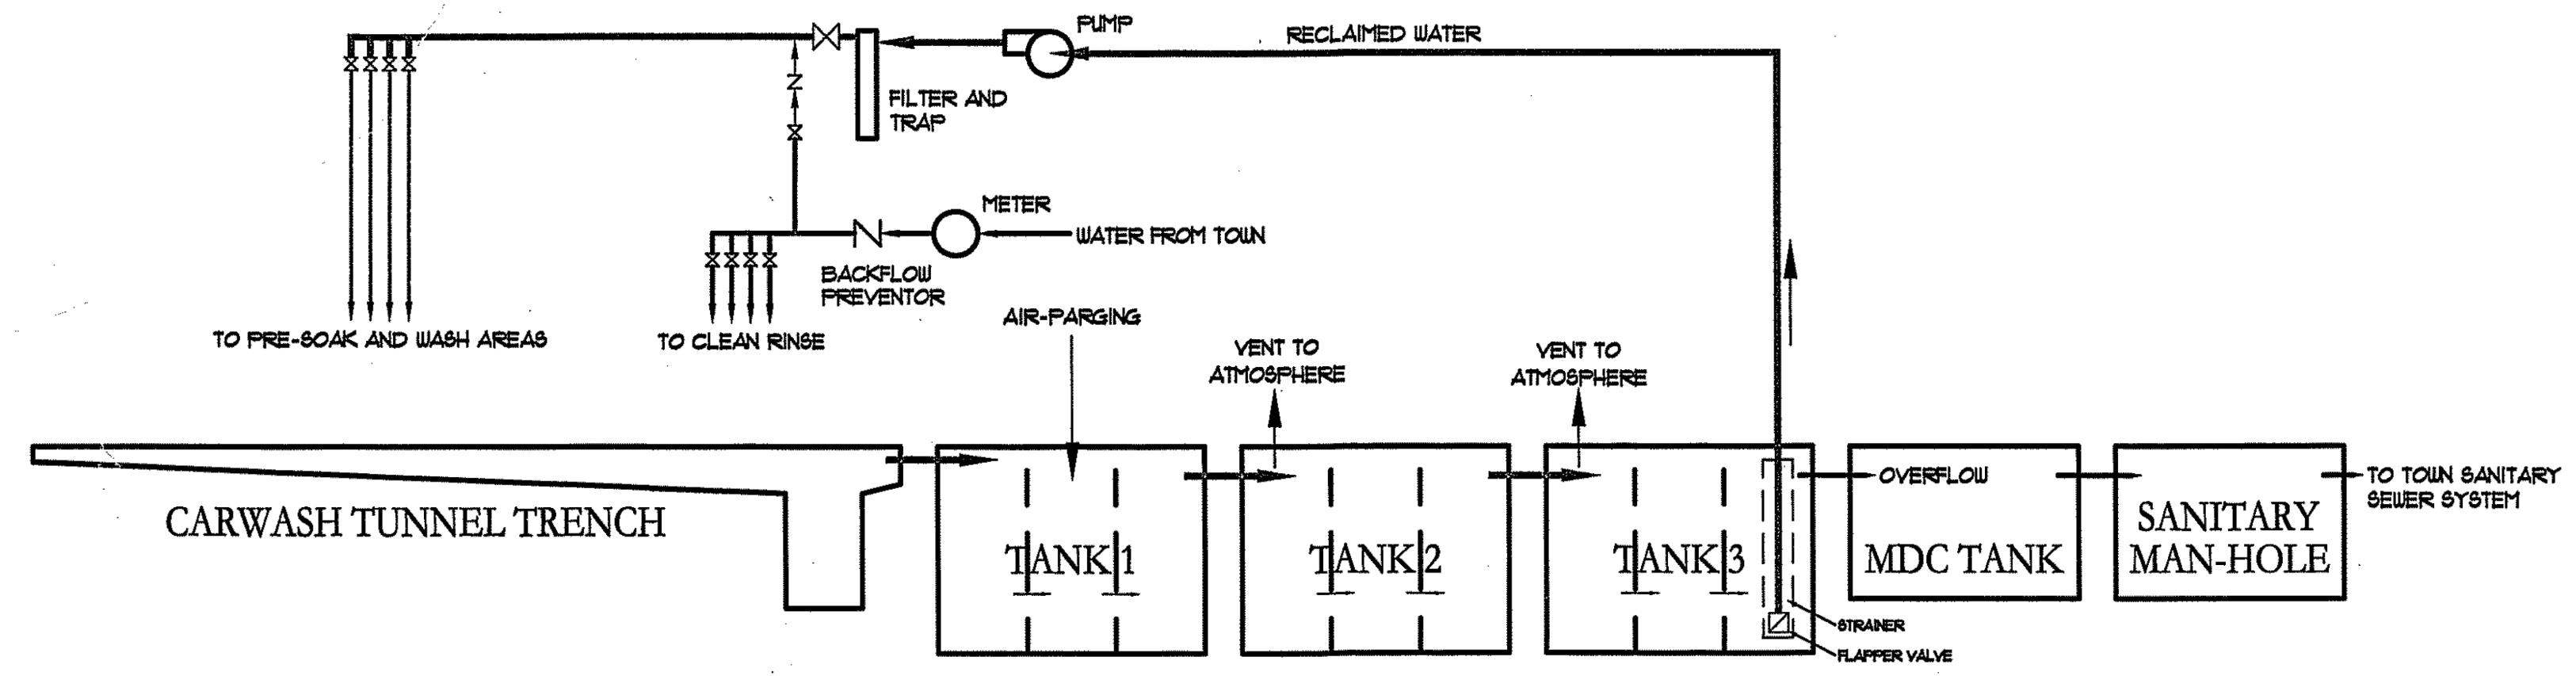 PUMP
RECLAIMED WATER
FILTER AND
TRAP
METER
WATER FROM TOWN
BACKFLOW
PREVENTOR
TO PRE-SOAK AND WASH AREAS
TO CLEAN RINSE
AIR-PARGING
VENT TO
ATMOSPHERE
VENT TO
ATMOSPHERE
CARWASH TUNNEL TRENCH
TANK 1
TANK 2
TANK 3
OVERFLOW
MDC TANK
SANITARY
MAN-HOLE
TO TOWN SANITARY
SEWER SYSTEM
STRAINER
FLAPPER VALVE